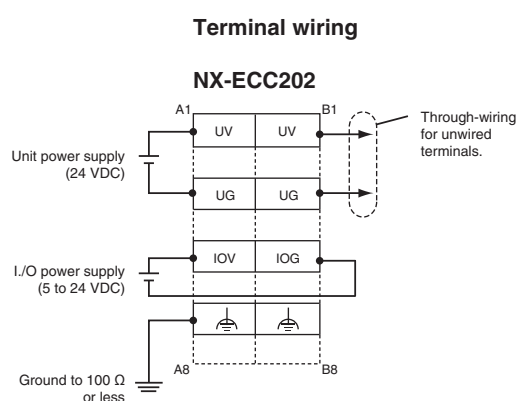 Terminal wiring
NX-ECC202
A1
B1
UV
UV
Through-wiring
for unwired
terminals.
Unit power supply
(24 VDC)
UG
UG
I./O power supply
(5 to 24 VDC)
IOV
IOG
A8
B8
Ground to 100 Ω
or less